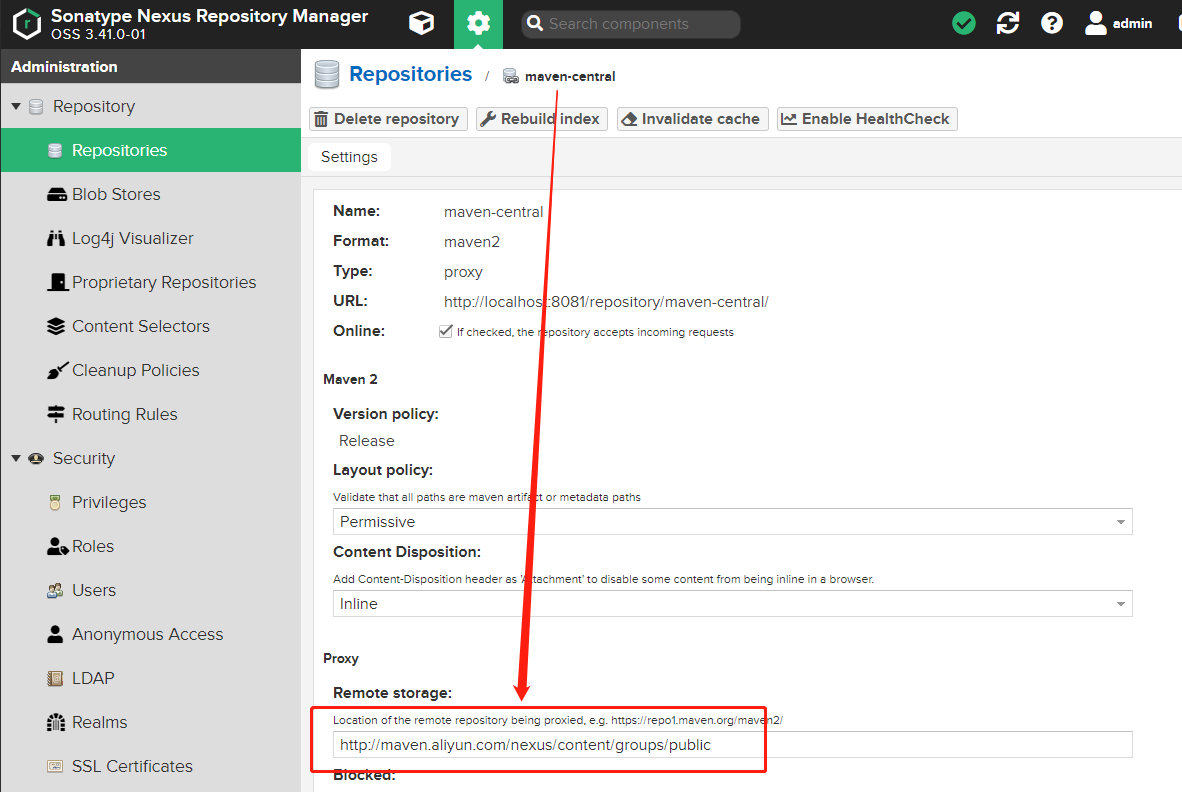 Sonatype Nexus Repository Manager
OSS 3.41.0-01
Search components
admin
Administration
Repository
Repositories
Blob Stores
Log4j Visualizer
Proprietary Repositories
Content Selectors
Cleanup Policies
Routing Rules
Security
Privileges
Roles
Users
Anonymous Access
LDAP
Realms
SSL Certificates
Repositories / maven-central
Delete repository Rebuild index Invalidate cache Enable HealthCheck
Settings
Name: maven-central
Format: maven2
Type: proxy
URL: http://localhost:8081/repository/maven-central/
Online: If checked, the repository accepts incoming requests
Maven 2
Version policy:
Release
Layout policy:
Validate that all paths are maven artifact or metadata paths
Permissive
Content Disposition:
Add Content-Disposition header as 'Attachment' to disable some content from being inline in a browser.
Inline
Proxy
Remote storage:
Location of the remote repository being proxied, e.g. https://repo1.maven.org/maven2/
http://maven.aliyun.com/nexus/content/groups/public
Blocked: